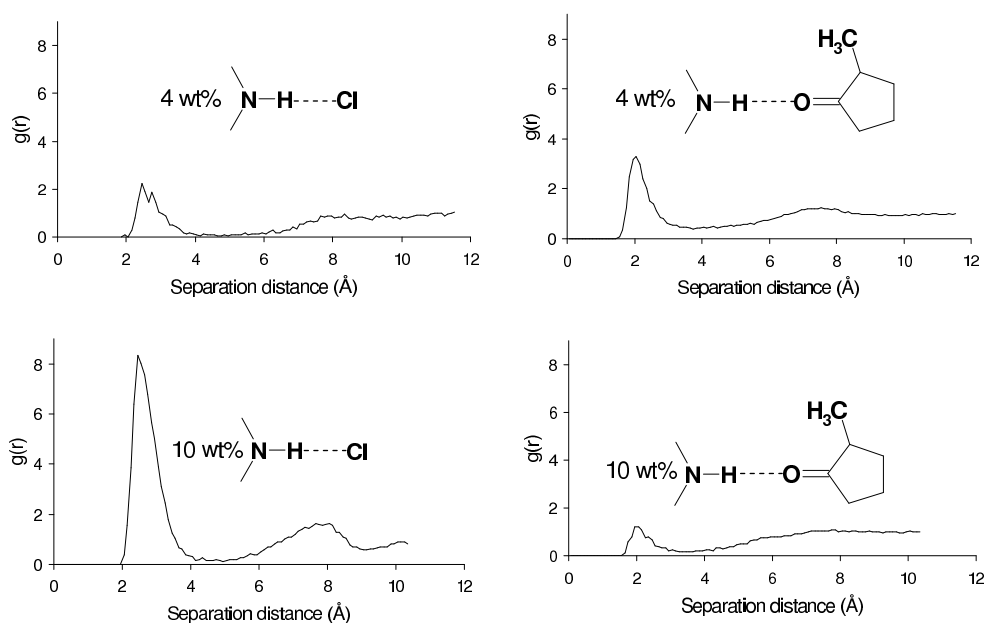 8
6
4
2
0
g(r)
4 wt% N H Cl
0 2 4 6 8 10 12
Separation distance (Å)
8
6
4
2
0
g(r)
H₃C
4 wt% N H O
0 2 4 6 8 10 12
Separation distance (Å)
8
6
4
2
0
g(r)
10 wt% N H Cl
0 2 4 6 8 10 12
Separation distance (Å)
8
6
4
2
0
g(r)
H₃C
10 wt% N H O
0 2 4 6 8 10 12
Separation distance (Å)